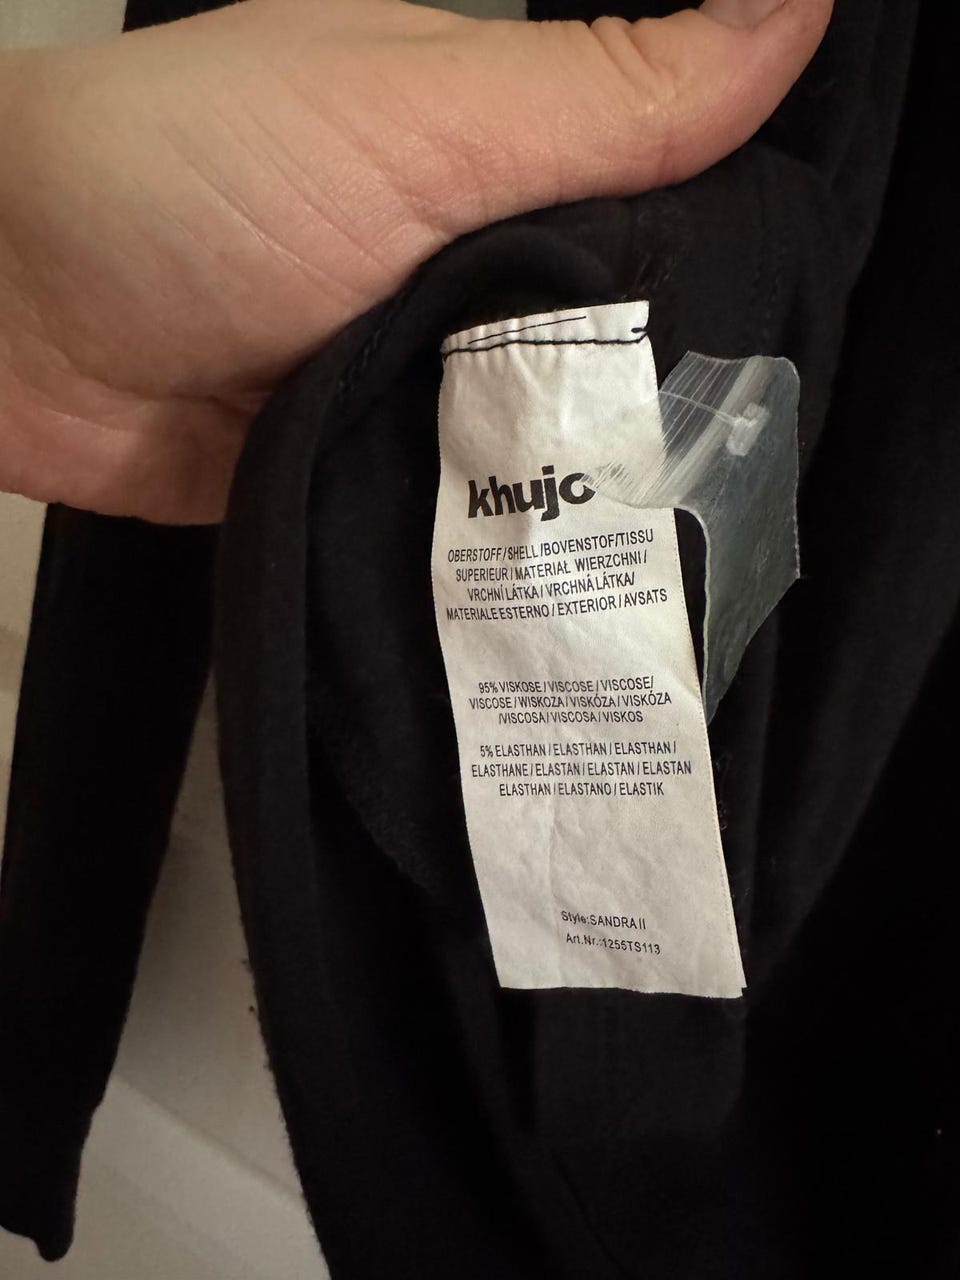 khujo
OBERSTOFF/SHELL/BOVENSTOF/TISSU
SUPERIEUR/MATERIAŁ WIERZCHNI/
VRCHNÍ LÁTKA/VRCHNÁ LÁTKA/
MATERIALE ESTERNO/EXTERIOR/AVSATS
95% VISKOSE/VISCOSE/VISCOSE/
VISCOSE/WISKOZA/VISKÓZA/VISKÓZA
/VISCOSA/VISCOSA/VISKOS
5% ELASTHAN/ELASTHAN/ELASTHAN/
ELASTHANE/ELASTAN/ELASTAN/ELASTAN
ELASTHAN/ELASTANO/ELASTIK
Style:SANDRA II
Art.Nr.:1255TS113